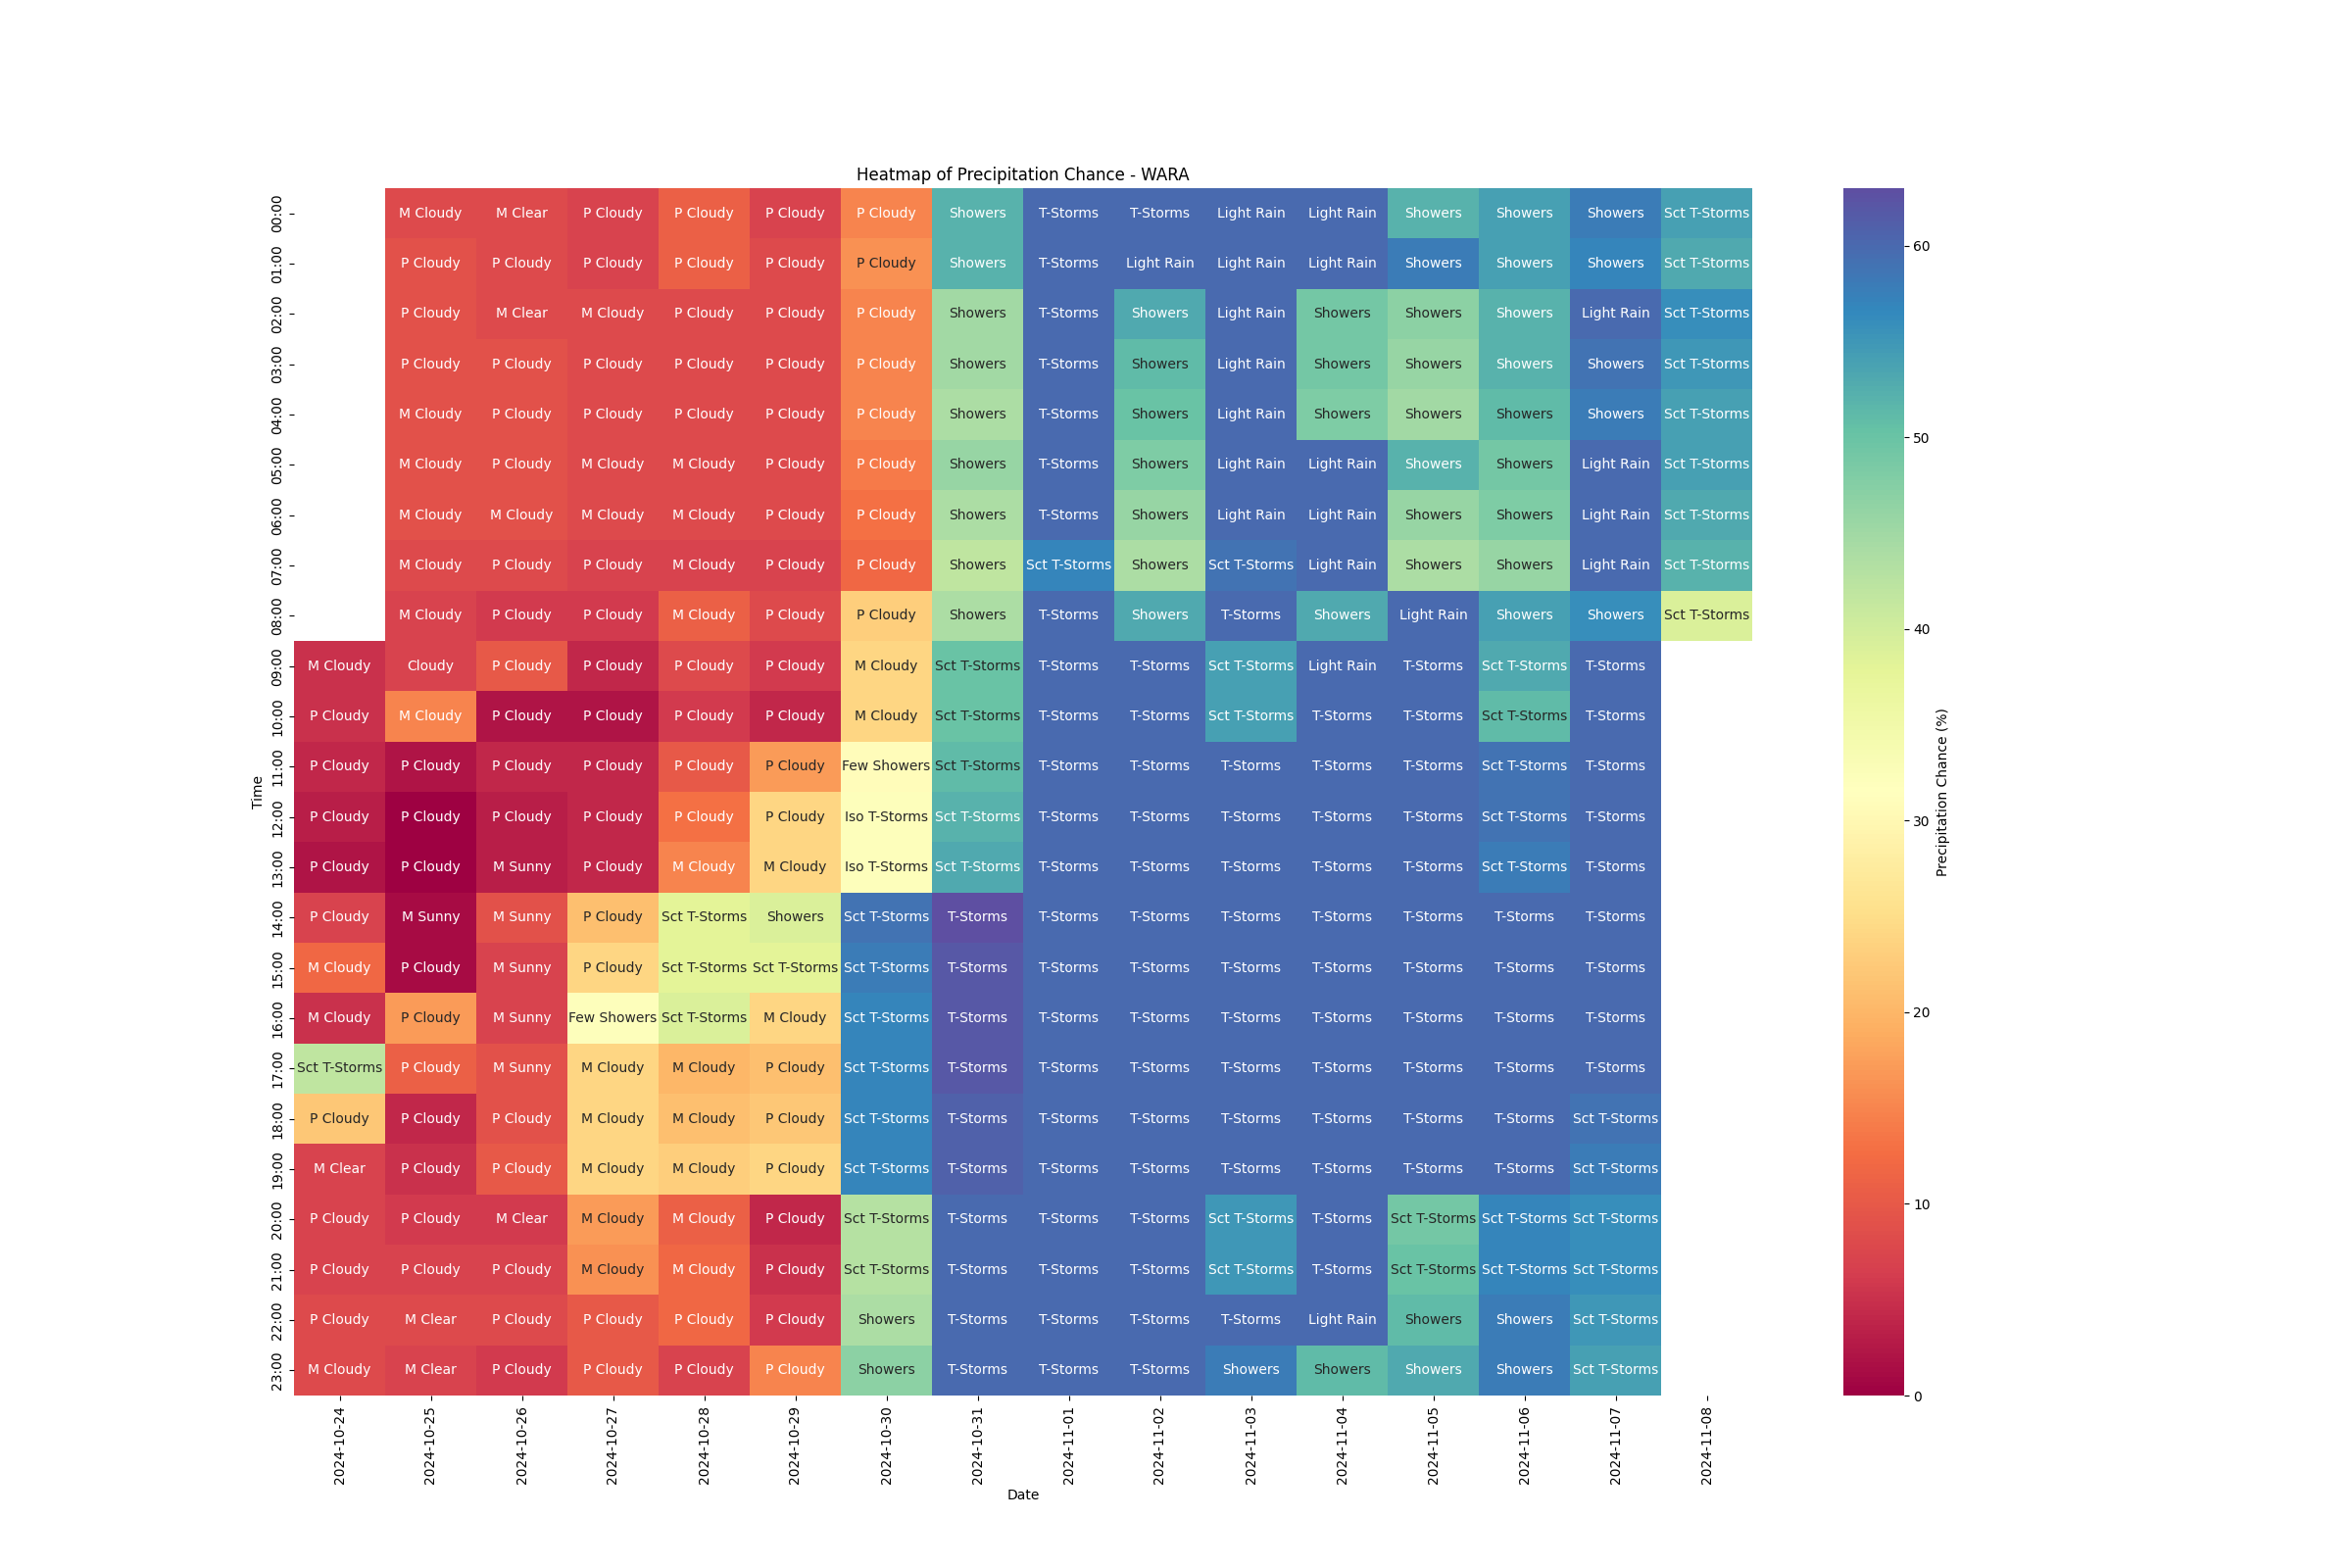 Heatmap of Precipitation Chance - WARA
00:00 M Cloudy M Clear P Cloudy P Cloudy P Cloudy P Cloudy Showers T-Storms T-Storms Light Rain Light Rain Showers Showers Showers Sct T-Storms
01:00 P Cloudy P Cloudy P Cloudy P Cloudy P Cloudy P Cloudy Showers T-Storms Light Rain Light Rain Light Rain Showers Showers Showers Sct T-Storms
02:00 P Cloudy M Clear M Cloudy P Cloudy P Cloudy P Cloudy Showers T-Storms Showers Light Rain Showers Showers Showers Light Rain Sct T-Storms
03:00 P Cloudy P Cloudy P Cloudy P Cloudy P Cloudy P Cloudy Showers T-Storms Showers Light Rain Showers Showers Showers Showers Sct T-Storms
04:00 M Cloudy P Cloudy P Cloudy P Cloudy P Cloudy P Cloudy Showers T-Storms Showers Light Rain Showers Showers Showers Showers Sct T-Storms
05:00 M Cloudy P Cloudy M Cloudy M Cloudy P Cloudy P Cloudy Showers T-Storms Showers Light Rain Light Rain Showers Showers Light Rain Sct T-Storms
06:00 M Cloudy M Cloudy M Cloudy M Cloudy P Cloudy P Cloudy Showers T-Storms Showers Light Rain Light Rain Showers Showers Light Rain Sct T-Storms
07:00 M Cloudy P Cloudy P Cloudy M Cloudy P Cloudy P Cloudy Showers Sct T-Storms Showers Sct T-Storms Light Rain Showers Showers Light Rain Sct T-Storms
08:00 M Cloudy P Cloudy P Cloudy M Cloudy P Cloudy P Cloudy Showers T-Storms Showers T-Storms Showers Light Rain Showers Showers Sct T-Storms
09:00 M Cloudy Cloudy P Cloudy P Cloudy P Cloudy P Cloudy M Cloudy Sct T-Storms T-Storms T-Storms Sct T-Storms Light Rain T-Storms Sct T-Storms T-Storms
10:00 P Cloudy M Cloudy P Cloudy P Cloudy P Cloudy P Cloudy M Cloudy Sct T-Storms T-Storms T-Storms Sct T-Storms T-Storms T-Storms Sct T-Storms T-Storms
11:00 P Cloudy P Cloudy P Cloudy P Cloudy P Cloudy P Cloudy Few Showers Sct T-Storms T-Storms T-Storms T-Storms T-Storms T-Storms Sct T-Storms T-Storms
12:00 P Cloudy P Cloudy P Cloudy P Cloudy P Cloudy P Cloudy Iso T-Storms Sct T-Storms T-Storms T-Storms T-Storms T-Storms T-Storms Sct T-Storms T-Storms
13:00 P Cloudy P Cloudy M Sunny P Cloudy M Cloudy M Cloudy Iso T-Storms Sct T-Storms T-Storms T-Storms T-Storms T-Storms T-Storms Sct T-Storms T-Storms
14:00 P Cloudy M Sunny M Sunny P Cloudy Sct T-Storms Showers Sct T-Storms T-Storms T-Storms T-Storms T-Storms T-Storms T-Storms T-Storms T-Storms
15:00 M Cloudy P Cloudy M Sunny P Cloudy Sct T-Storms Sct T-Storms Sct T-Storms T-Storms T-Storms T-Storms T-Storms T-Storms T-Storms T-Storms T-Storms
16:00 M Cloudy P Cloudy M Sunny Few Showers Sct T-Storms M Cloudy Sct T-Storms T-Storms T-Storms T-Storms T-Storms T-Storms T-Storms T-Storms T-Storms
17:00 Sct T-Storms P Cloudy M Sunny M Cloudy M Cloudy P Cloudy Sct T-Storms T-Storms T-Storms T-Storms T-Storms T-Storms T-Storms T-Storms T-Storms
18:00 P Cloudy P Cloudy P Cloudy M Cloudy M Cloudy P Cloudy Sct T-Storms T-Storms T-Storms T-Storms T-Storms T-Storms T-Storms T-Storms Sct T-Storms
19:00 M Clear P Cloudy P Cloudy M Cloudy M Cloudy P Cloudy Sct T-Storms T-Storms T-Storms T-Storms T-Storms T-Storms T-Storms T-Storms Sct T-Storms
20:00 P Cloudy P Cloudy M Clear M Cloudy M Cloudy P Cloudy Sct T-Storms T-Storms T-Storms T-Storms Sct T-Storms T-Storms Sct T-Storms Sct T-Storms Sct T-Storms
21:00 P Cloudy P Cloudy P Cloudy M Cloudy M Cloudy P Cloudy Sct T-Storms T-Storms T-Storms T-Storms Sct T-Storms T-Storms Sct T-Storms Sct T-Storms Sct T-Storms
22:00 P Cloudy M Clear P Cloudy P Cloudy P Cloudy P Cloudy Showers T-Storms T-Storms T-Storms T-Storms Light Rain Showers Showers Sct T-Storms
23:00 M Cloudy M Clear P Cloudy P Cloudy P Cloudy P Cloudy Showers T-Storms T-Storms T-Storms Showers Showers Showers Showers Sct T-Storms
2024-10-24 2024-10-25 2024-10-26 2024-10-27 2024-10-28 2024-10-29 2024-10-30 2024-10-31 2024-11-01 2024-11-02 2024-11-03 2024-11-04 2024-11-05 2024-11-06 2024-11-07 2024-11-08
Date
Time
60
50
40
30
20
10
0
Precipitation Chance (%)